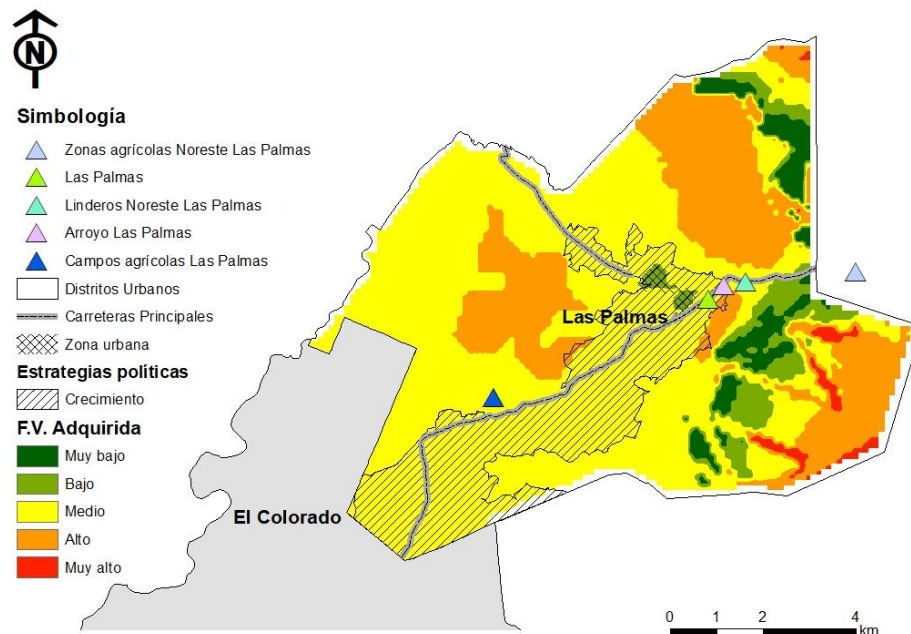 N
Simbología
Zonas agrícolas Noreste Las Palmas
Las Palmas
Linderos Noreste Las Palmas
Arroyo Las Palmas
Campos agrícolas Las Palmas
Distritos Urbanos
Carreteras Principales
Zona urbana
Estrategias políticas
Crecimiento
F.V. Adquirida
Muy bajo
Bajo
Medio
Alto
Muy alto
Las Palmas
El Colorado
0 1 2 4
km